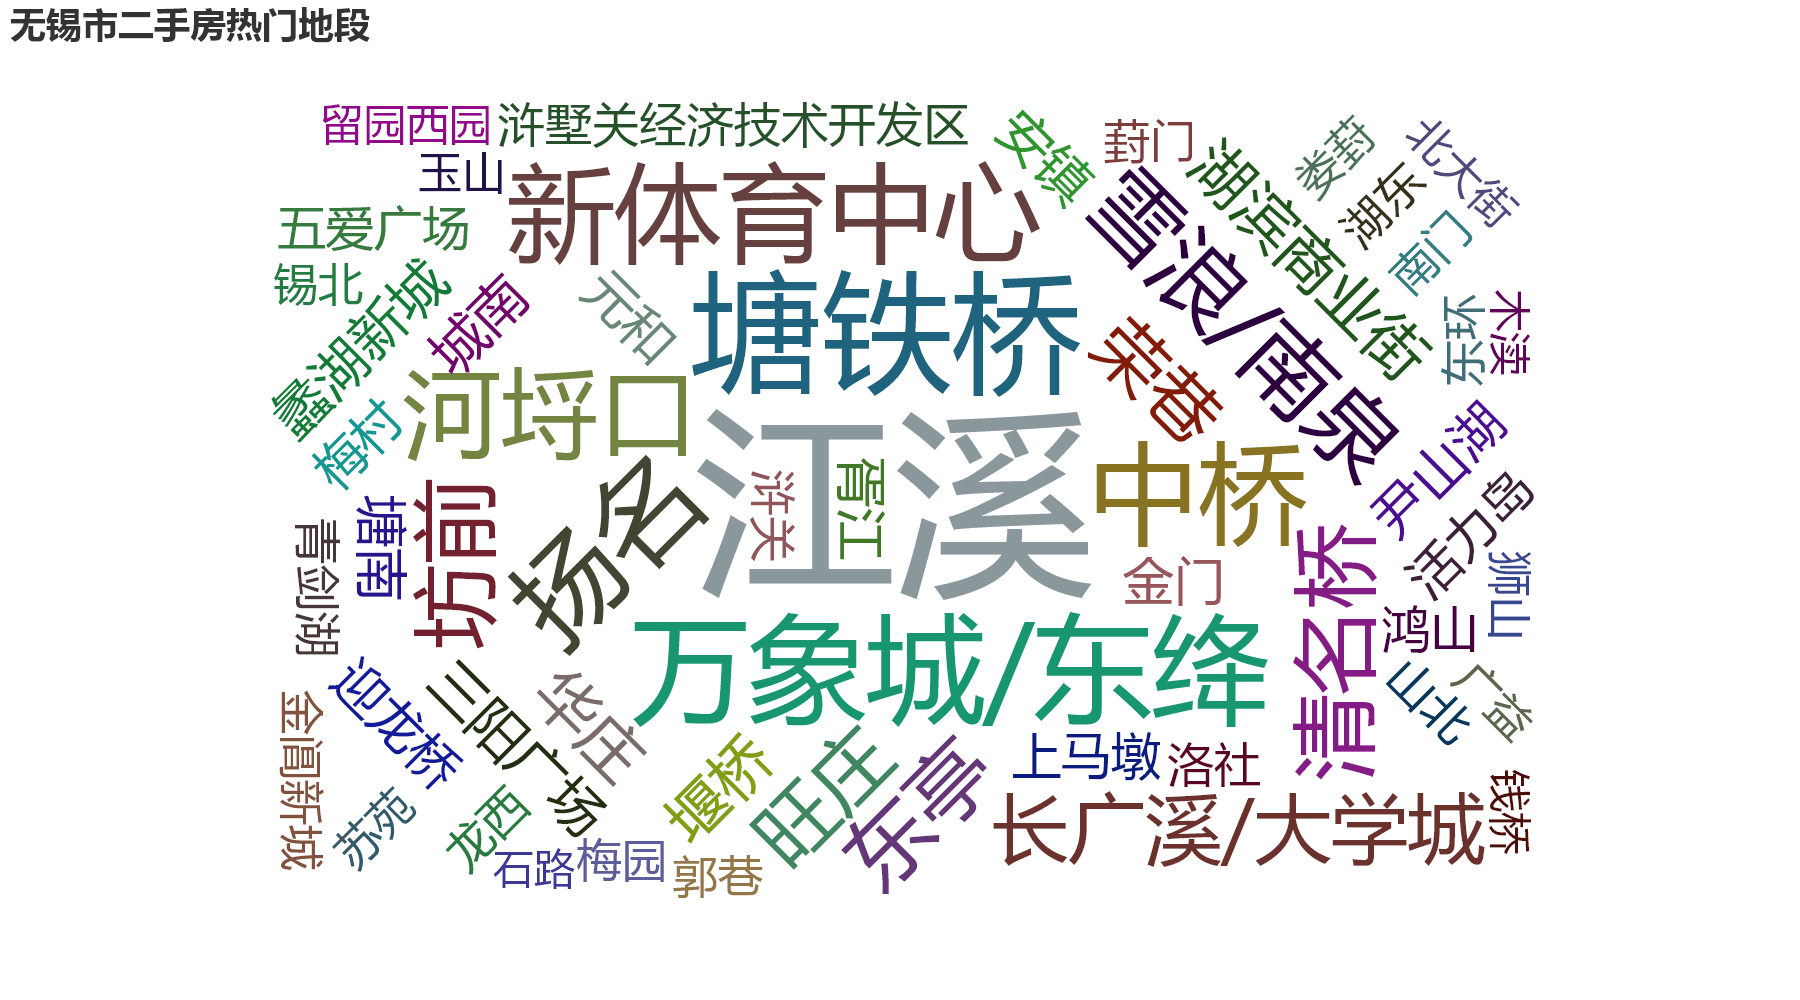 无锡市二手房热门地段
留园西园
浒墅关经济技术开发区
安镇
葑门
湖滨商业街
娄葑
北大街
玉山
新体育中心
雪浪/南泉
湖东
南门
五爱广场
锡北
蠡湖新城
城南
元和
塘铁桥
荣巷
坊东
木渎
梅村
河埒口
江溪
浒关
胥江
中桥
尹山湖
活力岛
塘南
坊前
扬名
金门
清名桥
狮山
青剑湖
鸿山
万象城/东绛
山北
广益
迎龙桥
三阳广场
华庄
金阊新城
苏苑
龙西
堰桥
旺庄
东亭
上马墩
洛社
长广溪/大学城
钱桥
石路
梅园
郭巷